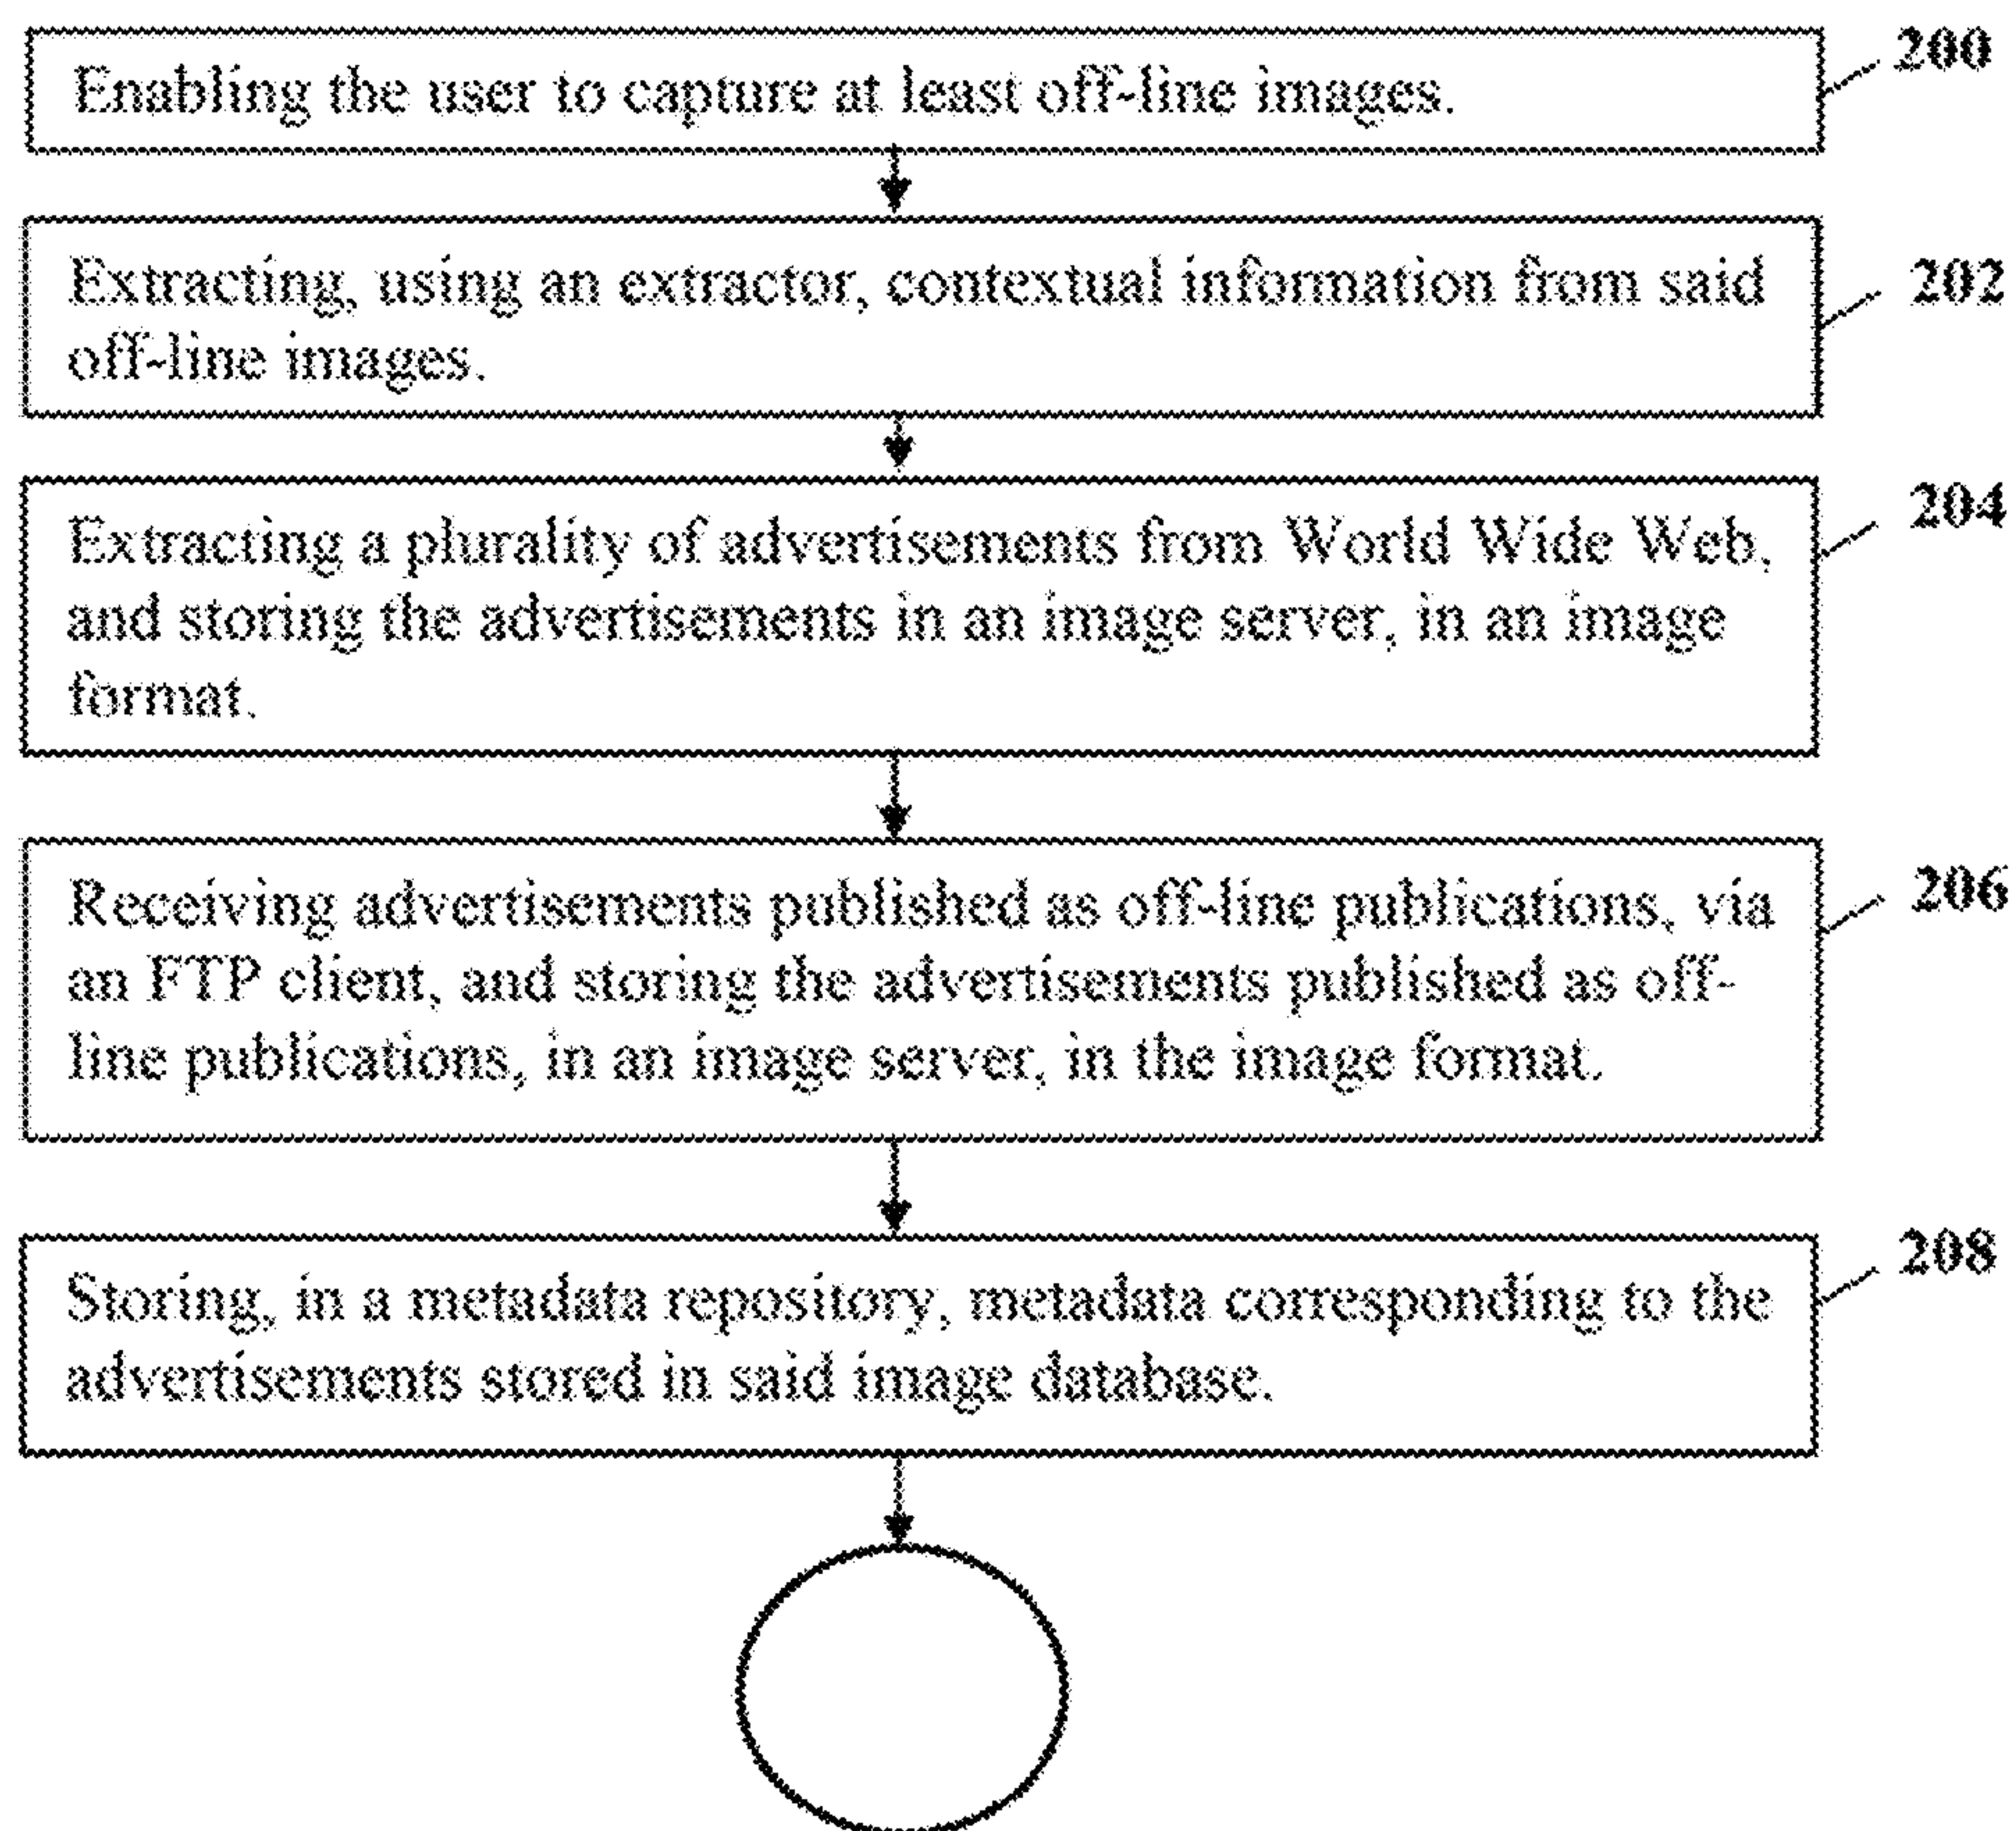 Enabling the user to capture at least off-line images.
200
Extracting, using an extractor, contextual information from said
off-line images.
202
Extracting a plurality of advertisements from World Wide Web,
and storing the advertisements in an image server, in an image
format.
204
Receiving advertisements published as off-line publications, via
an FTP client, and storing the advertisements published as off-
line publications, in an image server, in the image format.
206
Storing, in a metadata repository, metadata corresponding to the
advertisements stored in said image database.
208